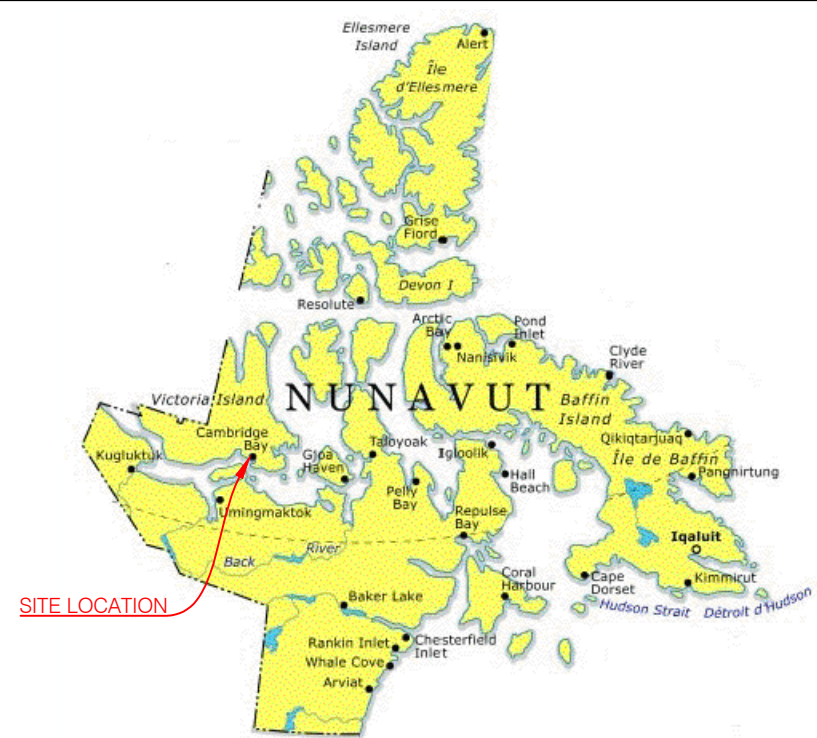 Ellesmere
Island
Alert
Île
d'Ellesmere
Grise
Fiord
Devon I
Resolute
Arctic
Bay
Nanisivik
Pond
Inlet
Clyde
River
Victoria Island
NUNAVUT
Baffin
Island
Cambridge
Bay
Kugluktuk
Gjoa
Haven
Taloyoak
Igloolik
Hall
Beach
Qikiqtarjuaq
Île de Baffin
Pangnirtung
Umingmaktok
Pelly
Bay
Repulse
Bay
Back
River
Iqaluit
Coral
Harbour
Cape
Dorset
Kimmirut
Hudson Strait
Détroit d'Hudson
SITE LOCATION
Baker Lake
Rankin Inlet
Chesterfield
Inlet
Whale Cove
Arviat